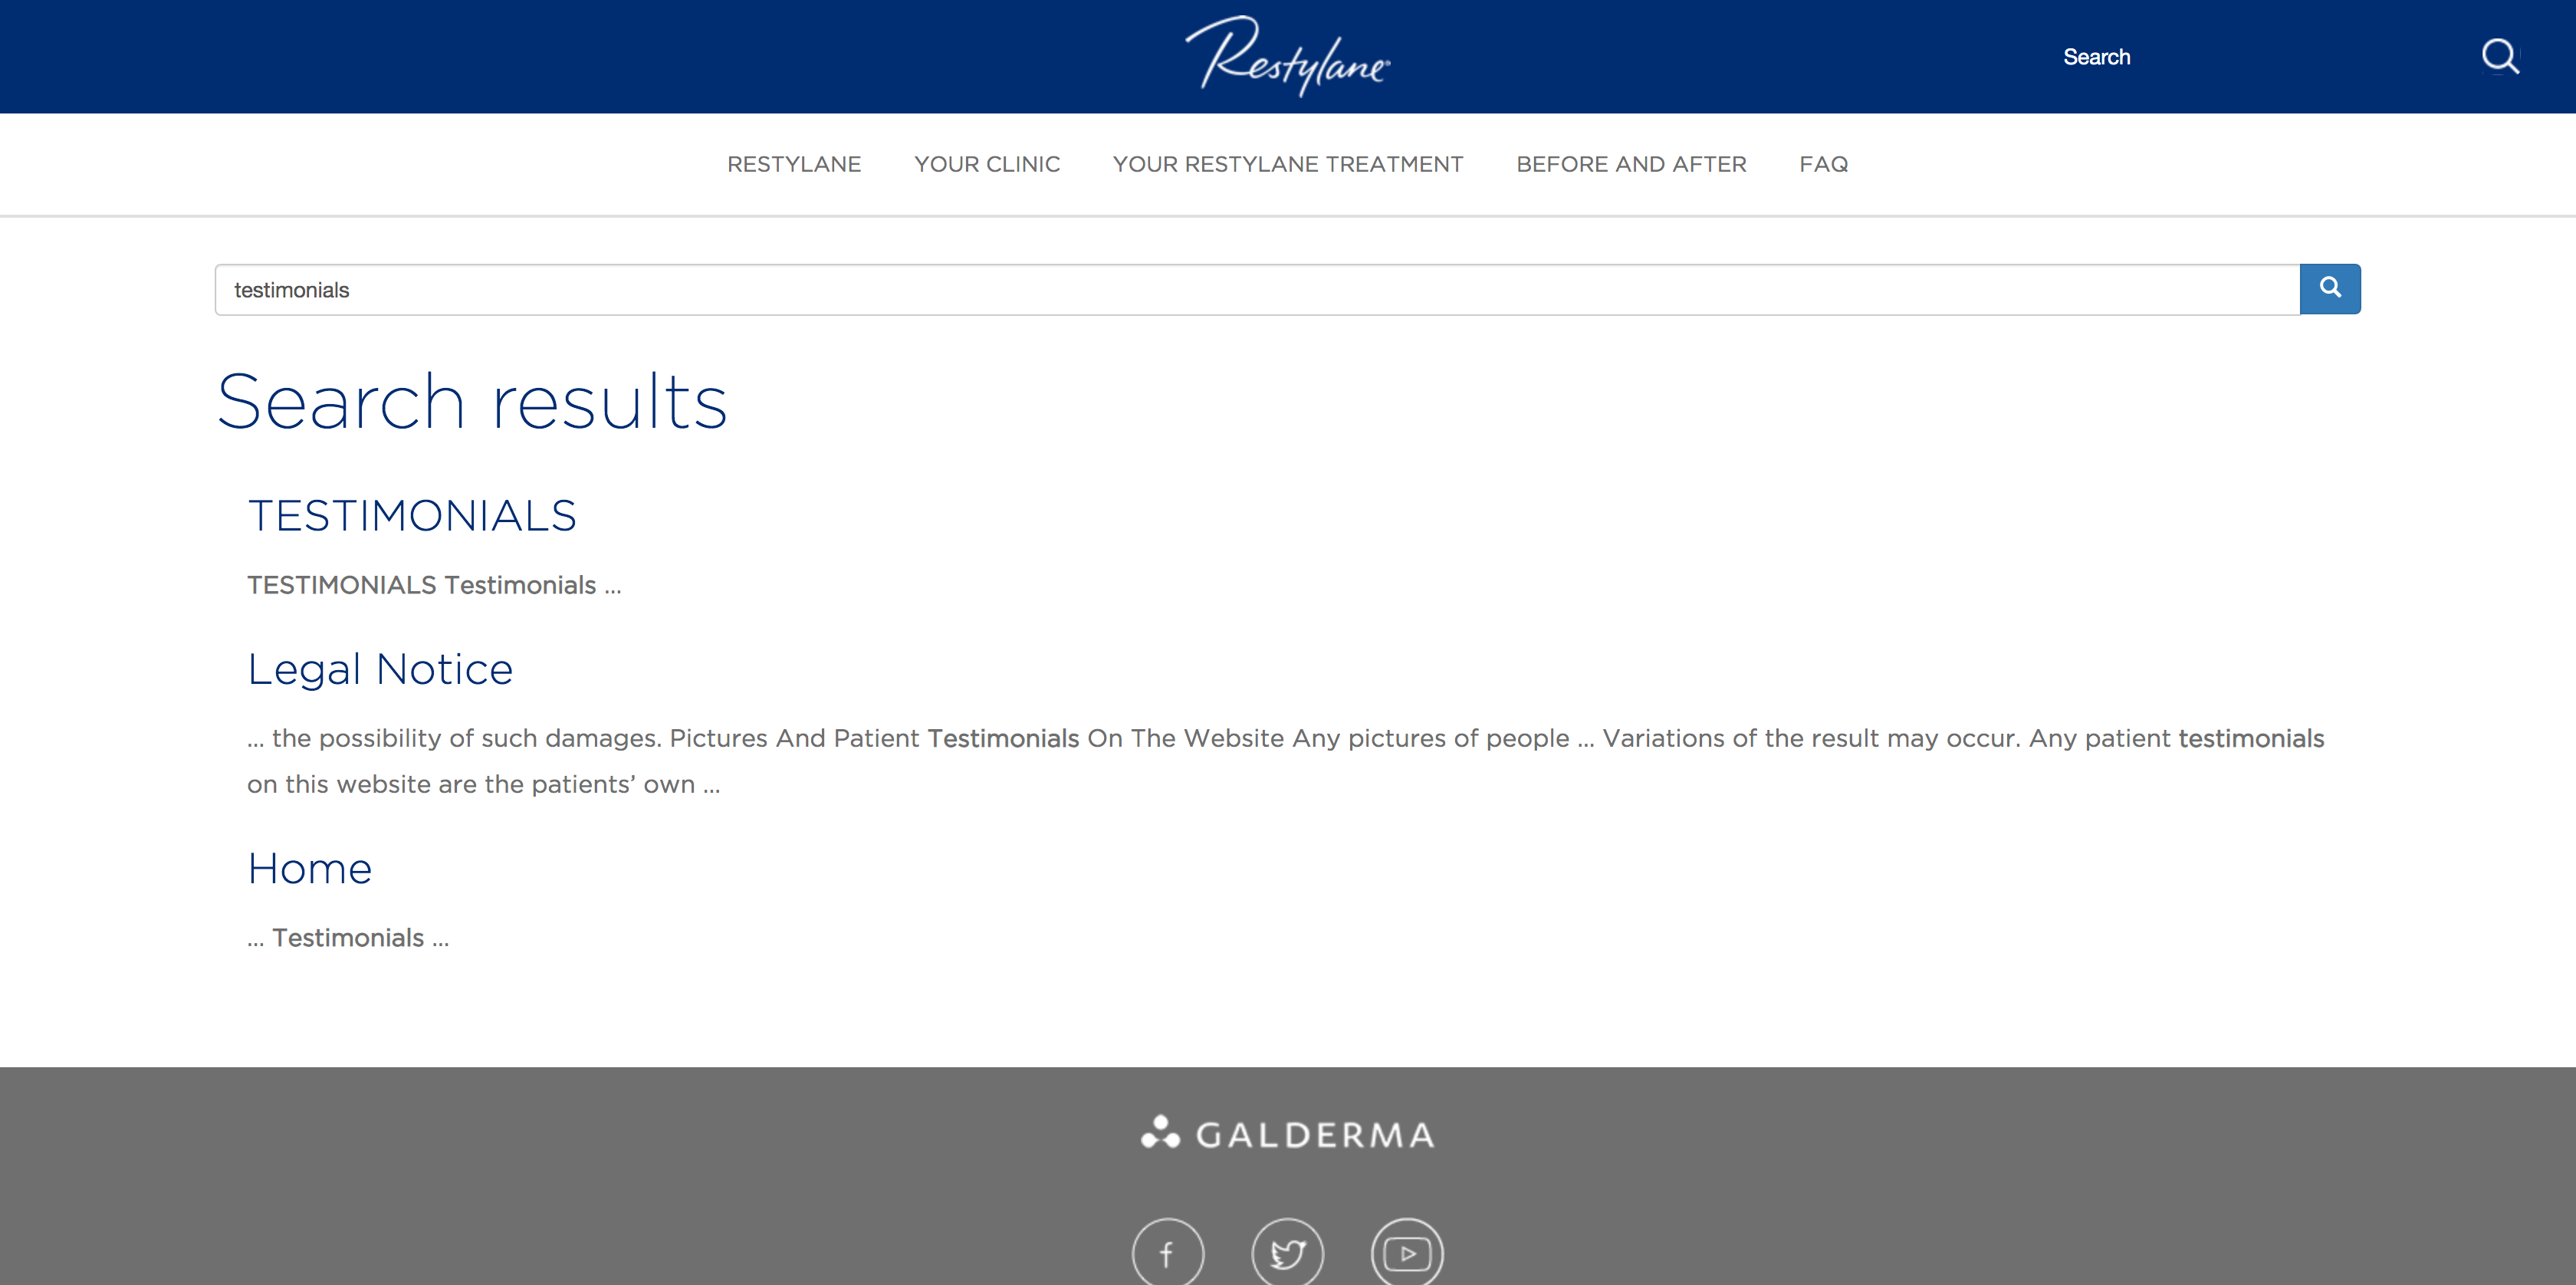 Restylane
Search
RESTYLANE YOUR CLINIC YOUR RESTYLANE TREATMENT BEFORE AND AFTER FAQ
testimonials
Search results
TESTIMONIALS
TESTIMONIALS Testimonials ...
Legal Notice
... the possibility of such damages. Pictures And Patient Testimonials On The Website Any pictures of people ... Variations of the result may occur. Any patient testimonials
on this website are the patients’ own ...
Home
... Testimonials ...
GALDERMA